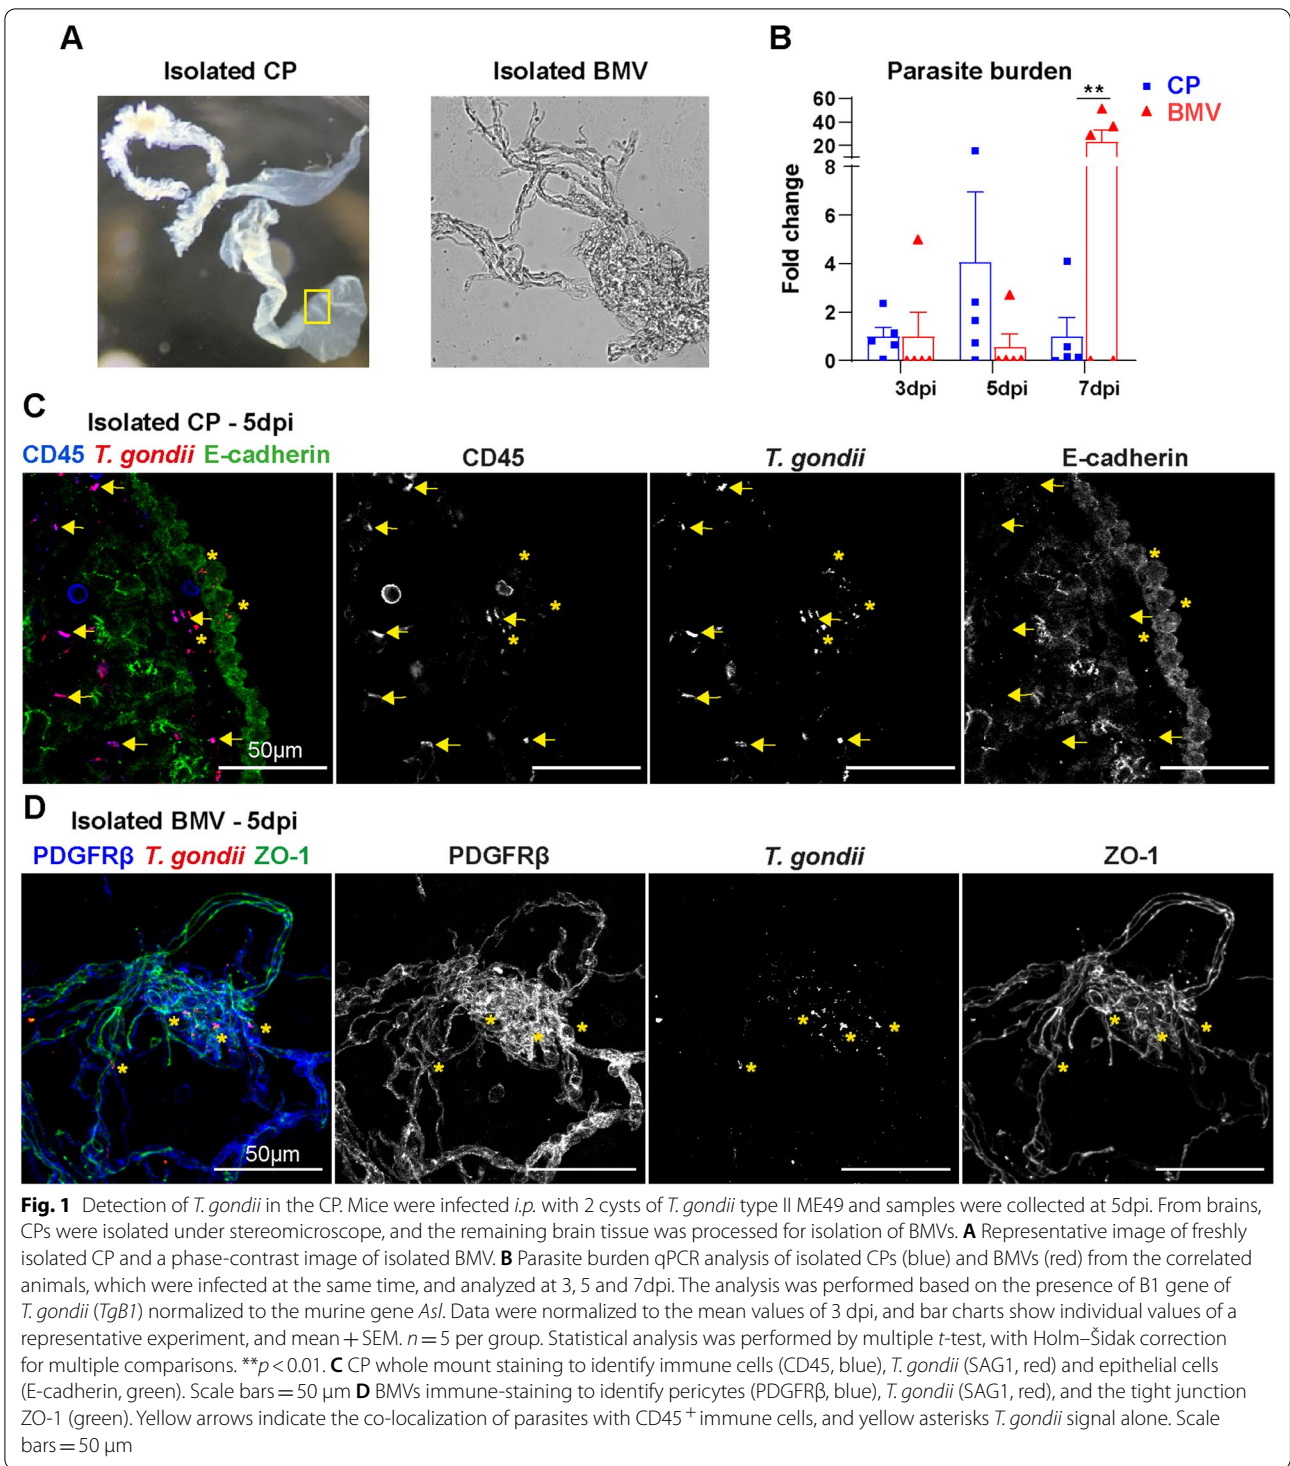 A
Isolated CP
Isolated BMV
B
Parasite burden
CP
BMV
**
Fold change
60
40
20
8
6
4
2
0
3dpi
5dpi
7dpi
C
Isolated CP - 5dpi
CD45 T. gondii E-cadherin
CD45
T. gondii
E-cadherin
50µm
D
Isolated BMV - 5dpi
PDGFRβ T. gondii ZO-1
PDGFRβ
T. gondii
ZO-1
50µm
Fig. 1 Detection of T. gondii in the CP. Mice were infected i.p. with 2 cysts of T. gondii type II ME49 and samples were collected at 5dpi. From brains,
CPs were isolated under stereomicroscope, and the remaining brain tissue was processed for isolation of BMVs. A Representative image of freshly
isolated CP and a phase-contrast image of isolated BMV. B Parasite burden qPCR analysis of isolated CPs (blue) and BMVs (red) from the correlated
animals, which were infected at the same time, and analyzed at 3, 5 and 7dpi. The analysis was performed based on the presence of B1 gene of
T. gondii (TgB1) normalized to the murine gene Asl. Data were normalized to the mean values of 3 dpi, and bar charts show individual values of a
representative experiment, and mean + SEM. n = 5 per group. Statistical analysis was performed by multiple t-test, with Holm–Šidak correction
for multiple comparisons. **p < 0.01. C CP whole mount staining to identify immune cells (CD45, blue), T. gondii (SAG1, red) and epithelial cells
(E-cadherin, green). Scale bars = 50 µm D BMVs immune-staining to identify pericytes (PDGFRβ, blue), T. gondii (SAG1, red), and the tight junction
ZO-1 (green). Yellow arrows indicate the co-localization of parasites with CD45+ immune cells, and yellow asterisks T. gondii signal alone. Scale
bars = 50 µm